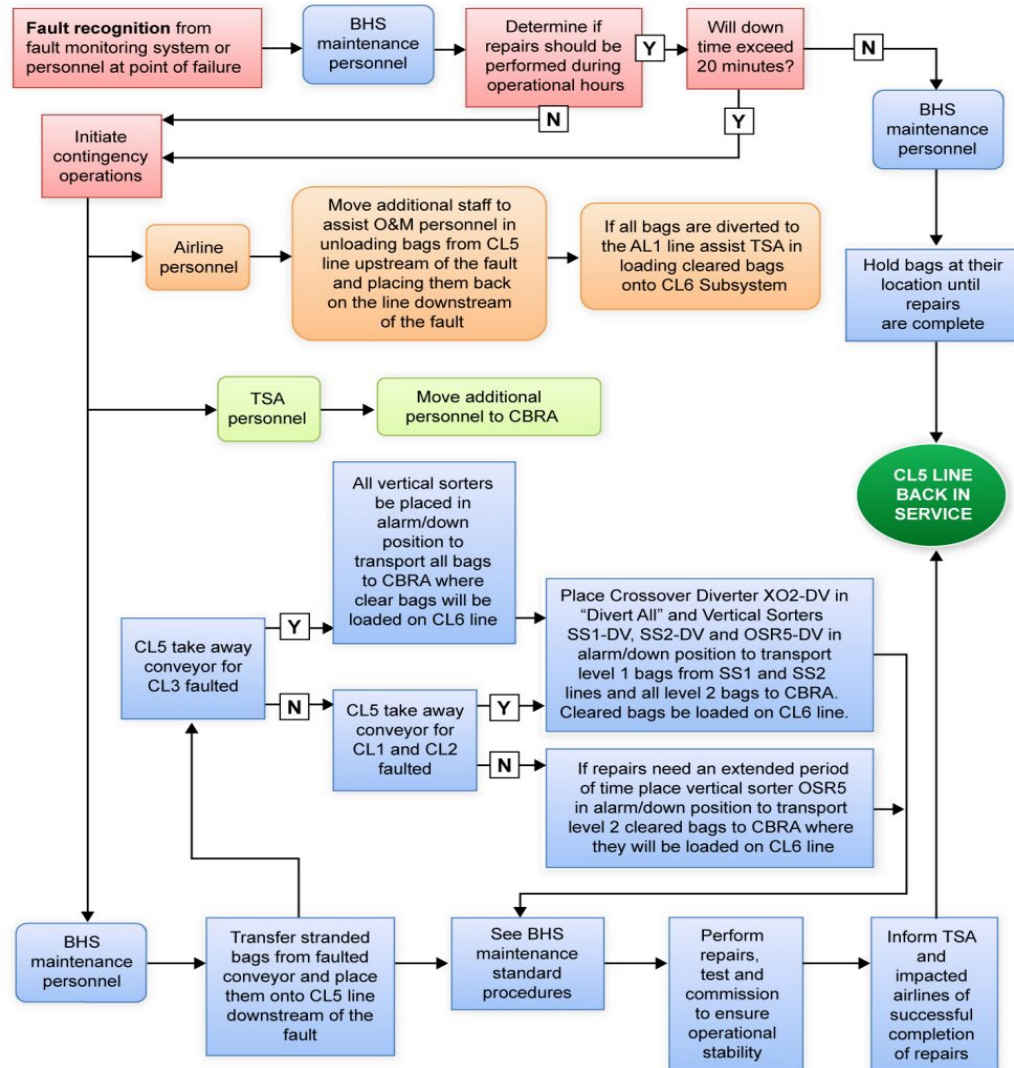 Fault recognition from
fault monitoring system or
personnel at point of failure
BHS
maintenance
personnel
Determine if
repairs should be
performed during
operational hours
Y
Will down
time exceed
20 minutes?
N
BHS
maintenance
personnel
N
Y
Initiate
contingency
operations
Airline
personnel
Move additional staff to
assist O&M personnel in
unloading bags from CL5
line upstream of the fault
and placing them back
on the line downstream
of the fault
If all bags are diverted to
the AL1 line assist TSA in
loading cleared bags
onto CL6 Subsystem
Hold bags at their
location until
repairs
are complete
TSA
personnel
Move additional
personnel to CBRA
CL5 LINE
BACK IN
SERVICE
All vertical sorters
be placed in
alarm/down
position to
transport all bags
to CBRA where
clear bags will be
loaded on CL6 line
CL5 take away
conveyor for
CL3 faulted
Y
N
CL5 take away
conveyor for
CL1 and CL2
faulted
Y
N
Place Crossover Diverter XO2-DV in
“Divert All” and Vertical Sorters
SS1-DV, SS2-DV and OSR5-DV in
alarm/down position to transport
level 1 bags from SS1 and SS2
lines and all level 2 bags to CBRA.
Cleared bags be loaded on CL6 line.
If repairs need an extended period
of time place vertical sorter OSR5
in alarm/down position to transport
level 2 cleared bags to CBRA where
they will be loaded on CL6 line
BHS
maintenance
personnel
Transfer stranded
bags from faulted
conveyor and place
them onto CL5 line
downstream of the
fault
See BHS
maintenance
standard
procedures
Perform
repairs,
test and
commission
to ensure
operational
stability
Inform TSA
and
impacted
airlines of
successful
completion
of repairs